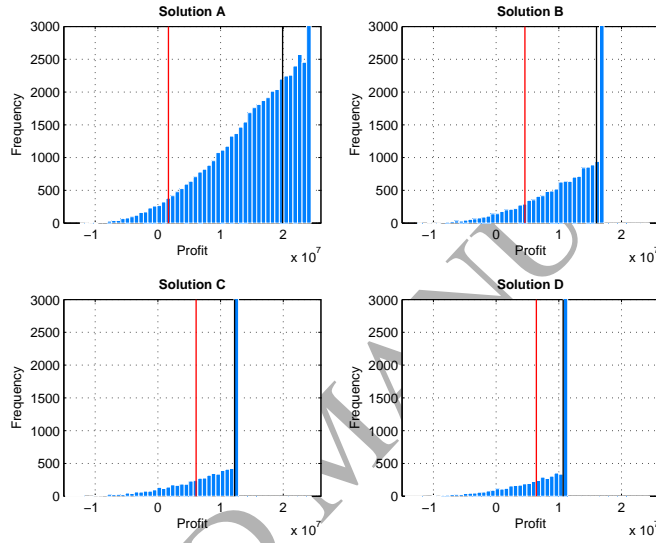 Solution A
3000
2500
2000
1500
1000
500
0
Frequency
−1 0 1 2
Profit
x 10^7
Solution B
3000
2500
2000
1500
1000
500
0
Frequency
−1 0 1 2
Profit
x 10^7
Solution C
3000
2500
2000
1500
1000
500
0
Frequency
−1 0 1 2
Profit
x 10^7
Solution D
3000
2500
2000
1500
1000
500
0
Frequency
−1 0 1 2
Profit
x 10^7
D MANU